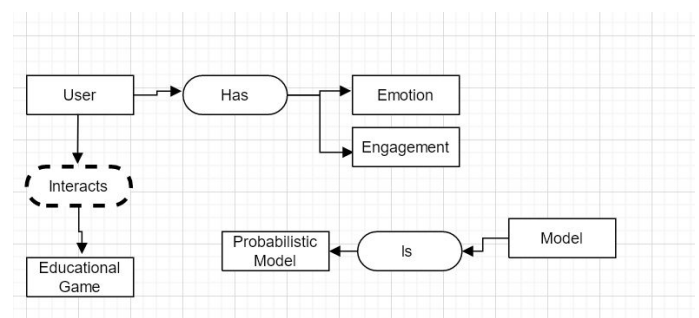 User
Has
Emotion
Engagement
Interacts
Educational
Game
Probabilistic
Model
Is
Model